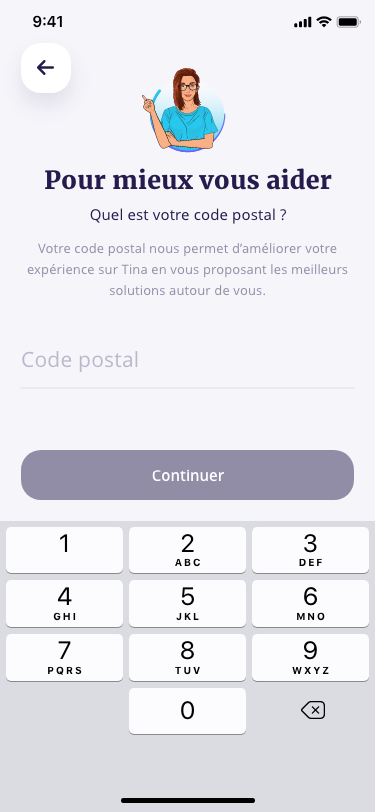 9:41
Pour mieux vous aider
Quel est votre code postal ?
Votre code postal nous permet d’améliorer votre
expérience sur Tina en vous proposant les meilleurs
solutions autour de vous.
Code postal
Continuer
1
2
ABC
3
DEF
4
GHI
5
JKL
6
MNO
7
PQRS
8
TUV
9
WXYZ
0